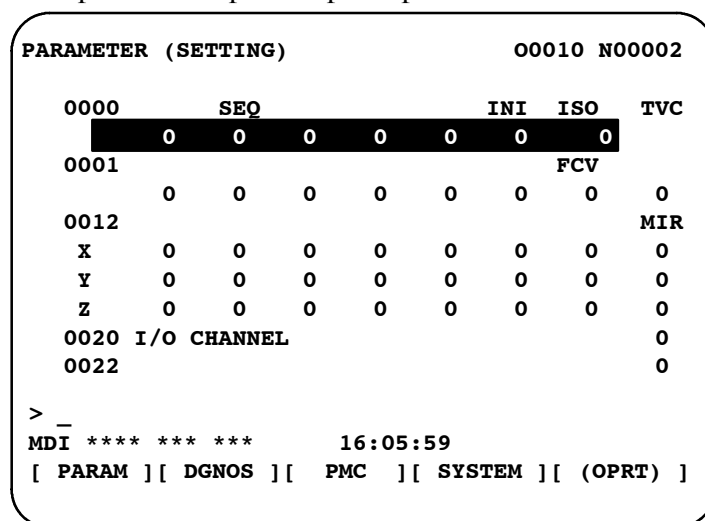 PARAMETER (SETTING) O0010 N00002
0000 SEQ INI ISO TVC
0 0 0 0 0 0 0
0001 FCV
0 0 0 0 0 0 0 0
0012 MIR
X 0 0 0 0 0 0 0 0
Y 0 0 0 0 0 0 0 0
Z 0 0 0 0 0 0 0 0
0020 I/O CHANNEL 0
0022 0
> _
MDI **** *** *** 16:05:59
[ PARAM ][ DGNOS ][ PMC ][ SYSTEM ][ (OPRT) ]